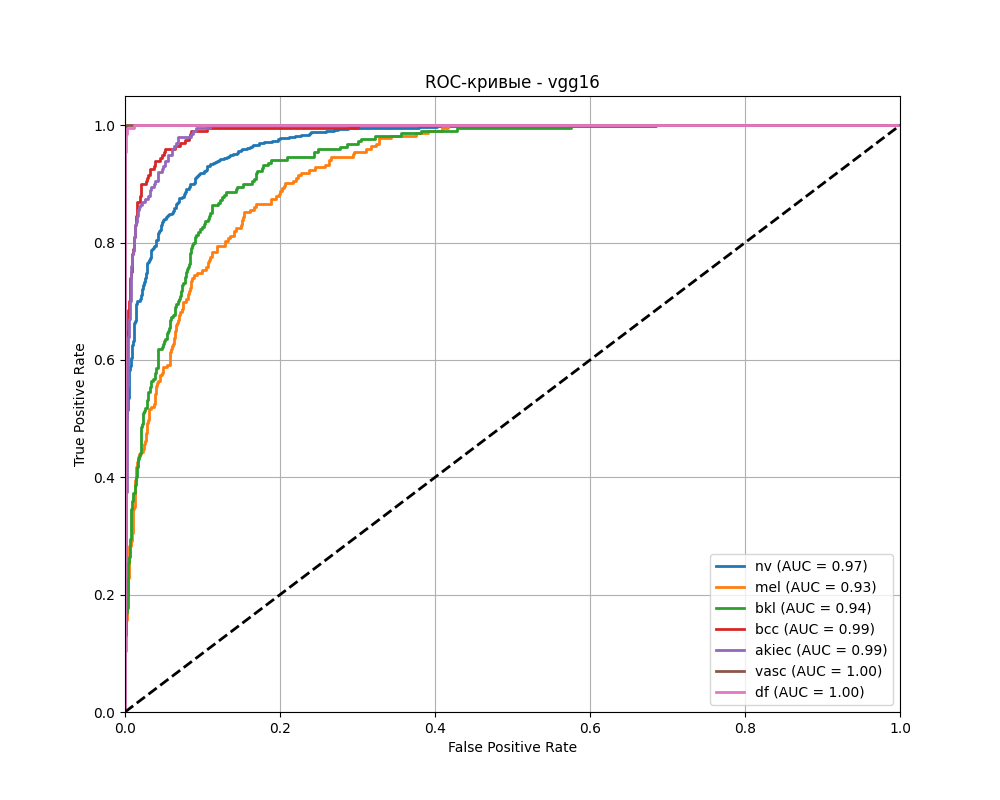 ROC-кривые - vgg16
True Positive Rate
1.0
0.8
0.6
0.4
0.2
0.0
0.0 0.2 0.4 0.6 0.8 1.0
False Positive Rate
nv (AUC = 0.97)
mel (AUC = 0.93)
bkl (AUC = 0.94)
bcc (AUC = 0.99)
akiec (AUC = 0.99)
vasc (AUC = 1.00)
df (AUC = 1.00)